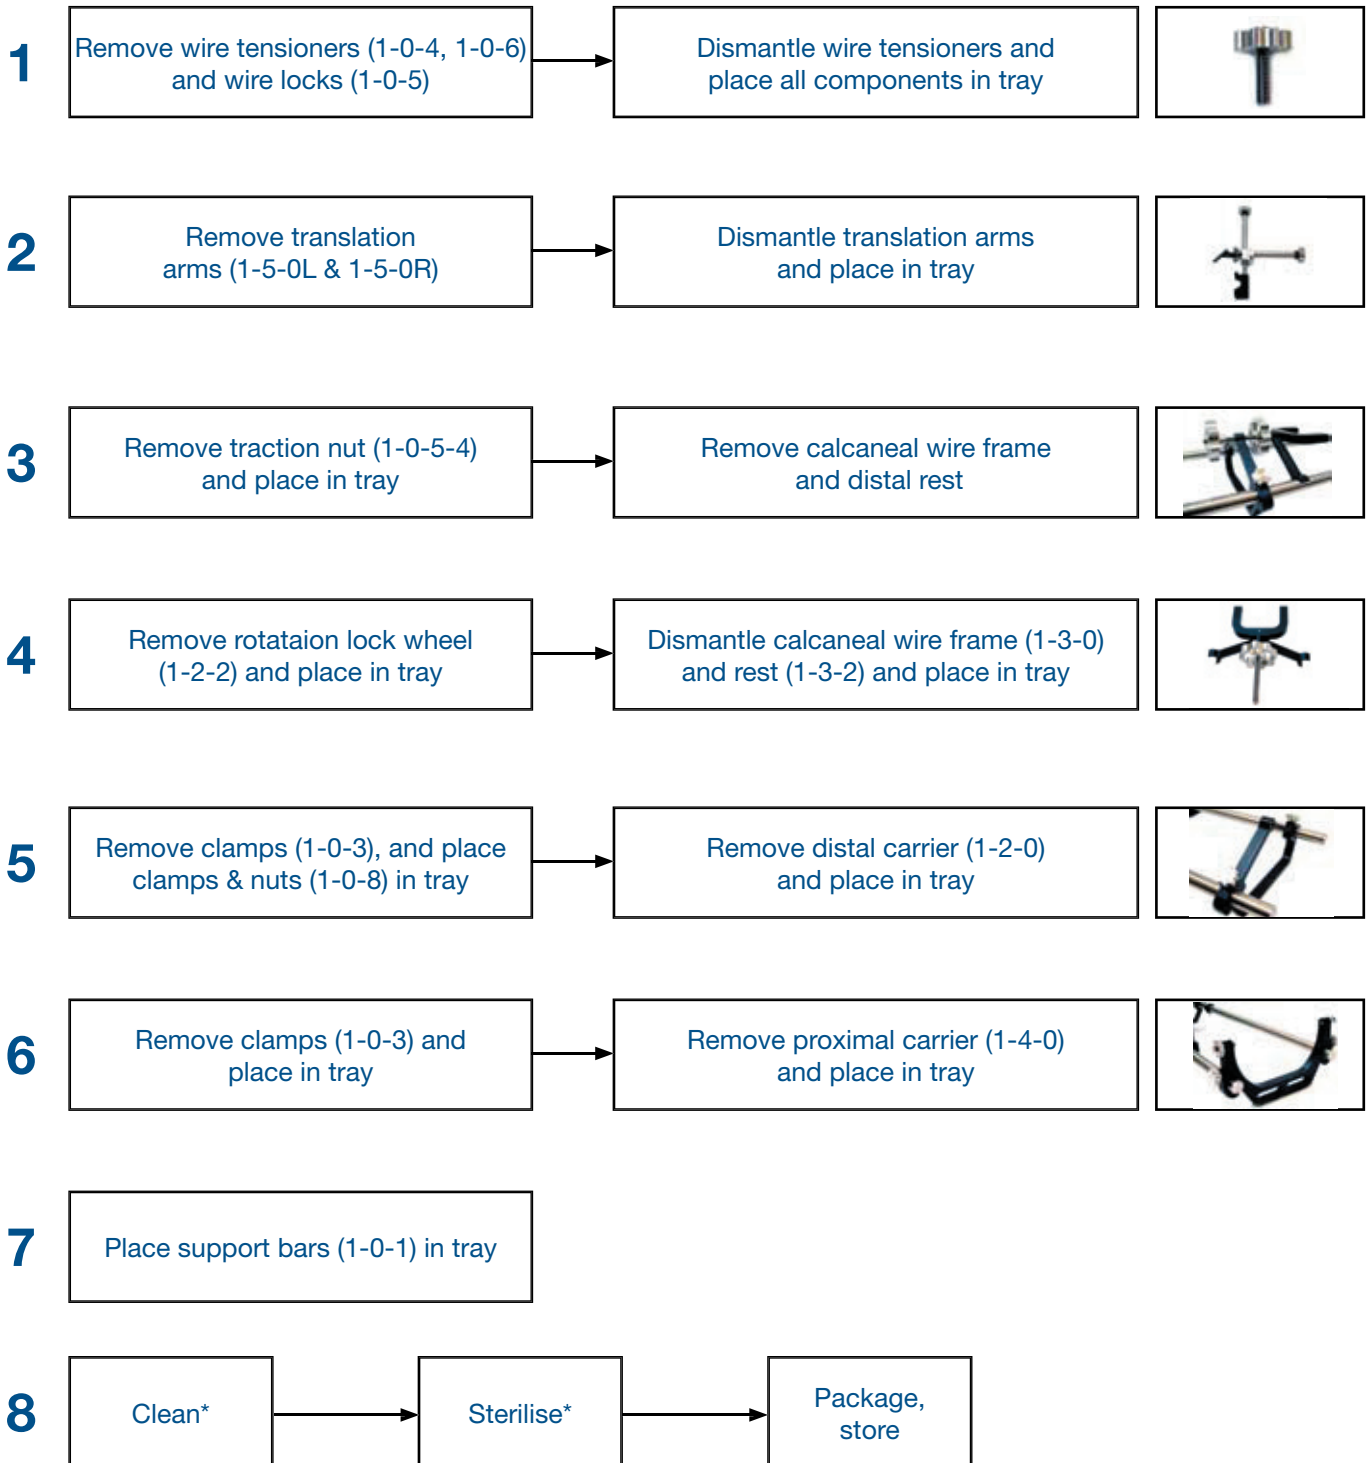 1
Remove wire tensioners (1-0-4, 1-0-6)
and wire locks (1-0-5)
Dismantle wire tensioners and
place all components in tray
2
Remove translation
arms (1-5-0L & 1-5-0R)
Dismantle translation arms
and place in tray
3
Remove traction nut (1-0-5-4)
and place in tray
Remove calcaneal wire frame
and distal rest
4
Remove rotataion lock wheel
(1-2-2) and place in tray
Dismantle calcaneal wire frame (1-3-0)
and rest (1-3-2) and place in tray
5
Remove clamps (1-0-3), and place
clamps & nuts (1-0-8) in tray
Remove distal carrier (1-2-0)
and place in tray
6
Remove clamps (1-0-3) and
place in tray
Remove proximal carrier (1-4-0)
and place in tray
7
Place support bars (1-0-1) in tray
8
Clean*
Sterilise*
Package,
store